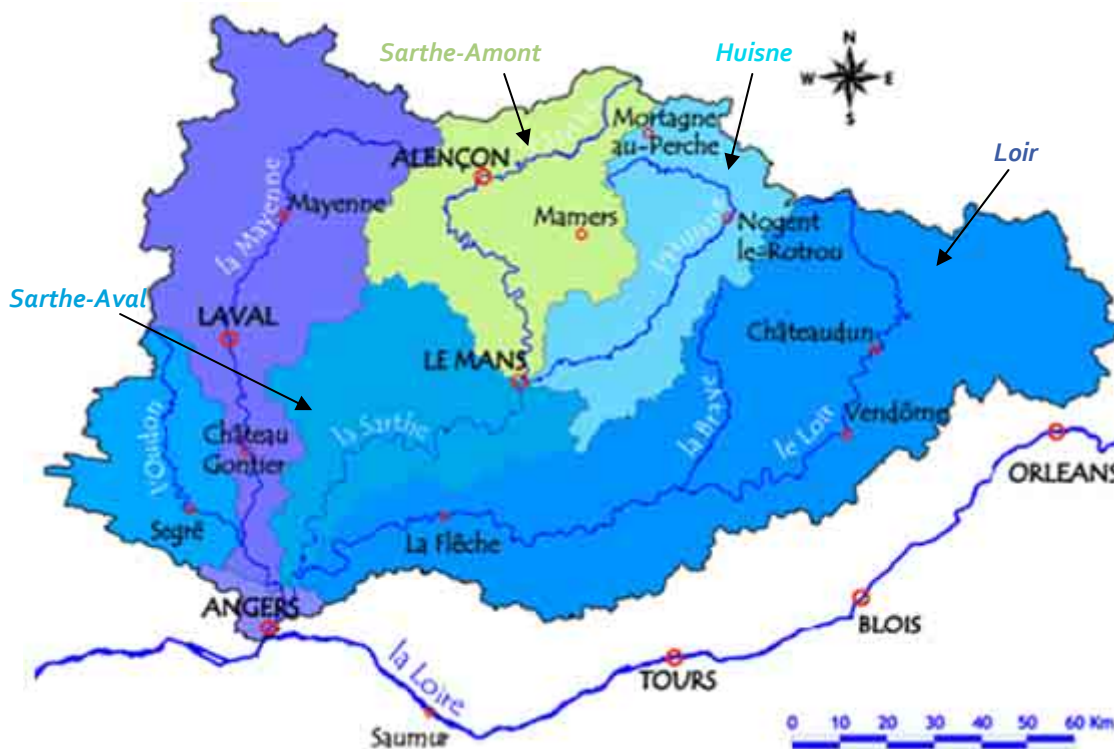 Sarthe-Amont
Huisne
N
W
E
S
Mortagne
au-Perche
ALENÇON
Loir
Mayenne
la Mayenne
Mamers
l'Huisne
Nogent
le-Rotrou
Sarthe-Aval
LAVAL
Châteaudun
LE MANS
la Sarthe
la Braye
le Loir
Vendôme
l'Oudon
Château
Gontier
ORLEANS
Segré
La Flêche
ANGERS
BLOIS
la Loire
TOURS
Saumur
0 10 20 30 40 50 60 Km